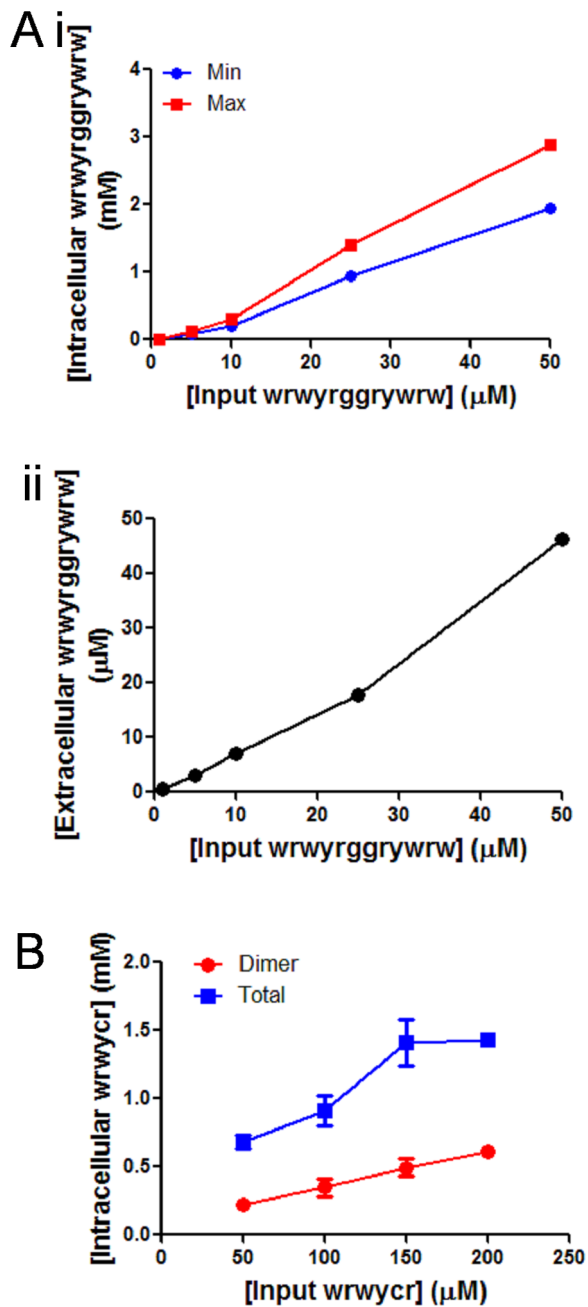 A i
[Intracellular wrwyrggrywrw]
(mM)
4
3
2
1
0
Min
Max
0 10 20 30 40 50
[Input wrwyrggrywrw] (μM)
ii
[Extracellular wrwyrggrywrw]
(μM)
50
40
30
20
10
0
0 10 20 30 40 50
[Input wrwyrggrywrw] (μM)
B
[Intracellular wrwycr] (mM)
2.0
1.5
1.0
0.5
0.0
Dimer
Total
0 50 100 150 200 250
[Input wrwycr] (μM)